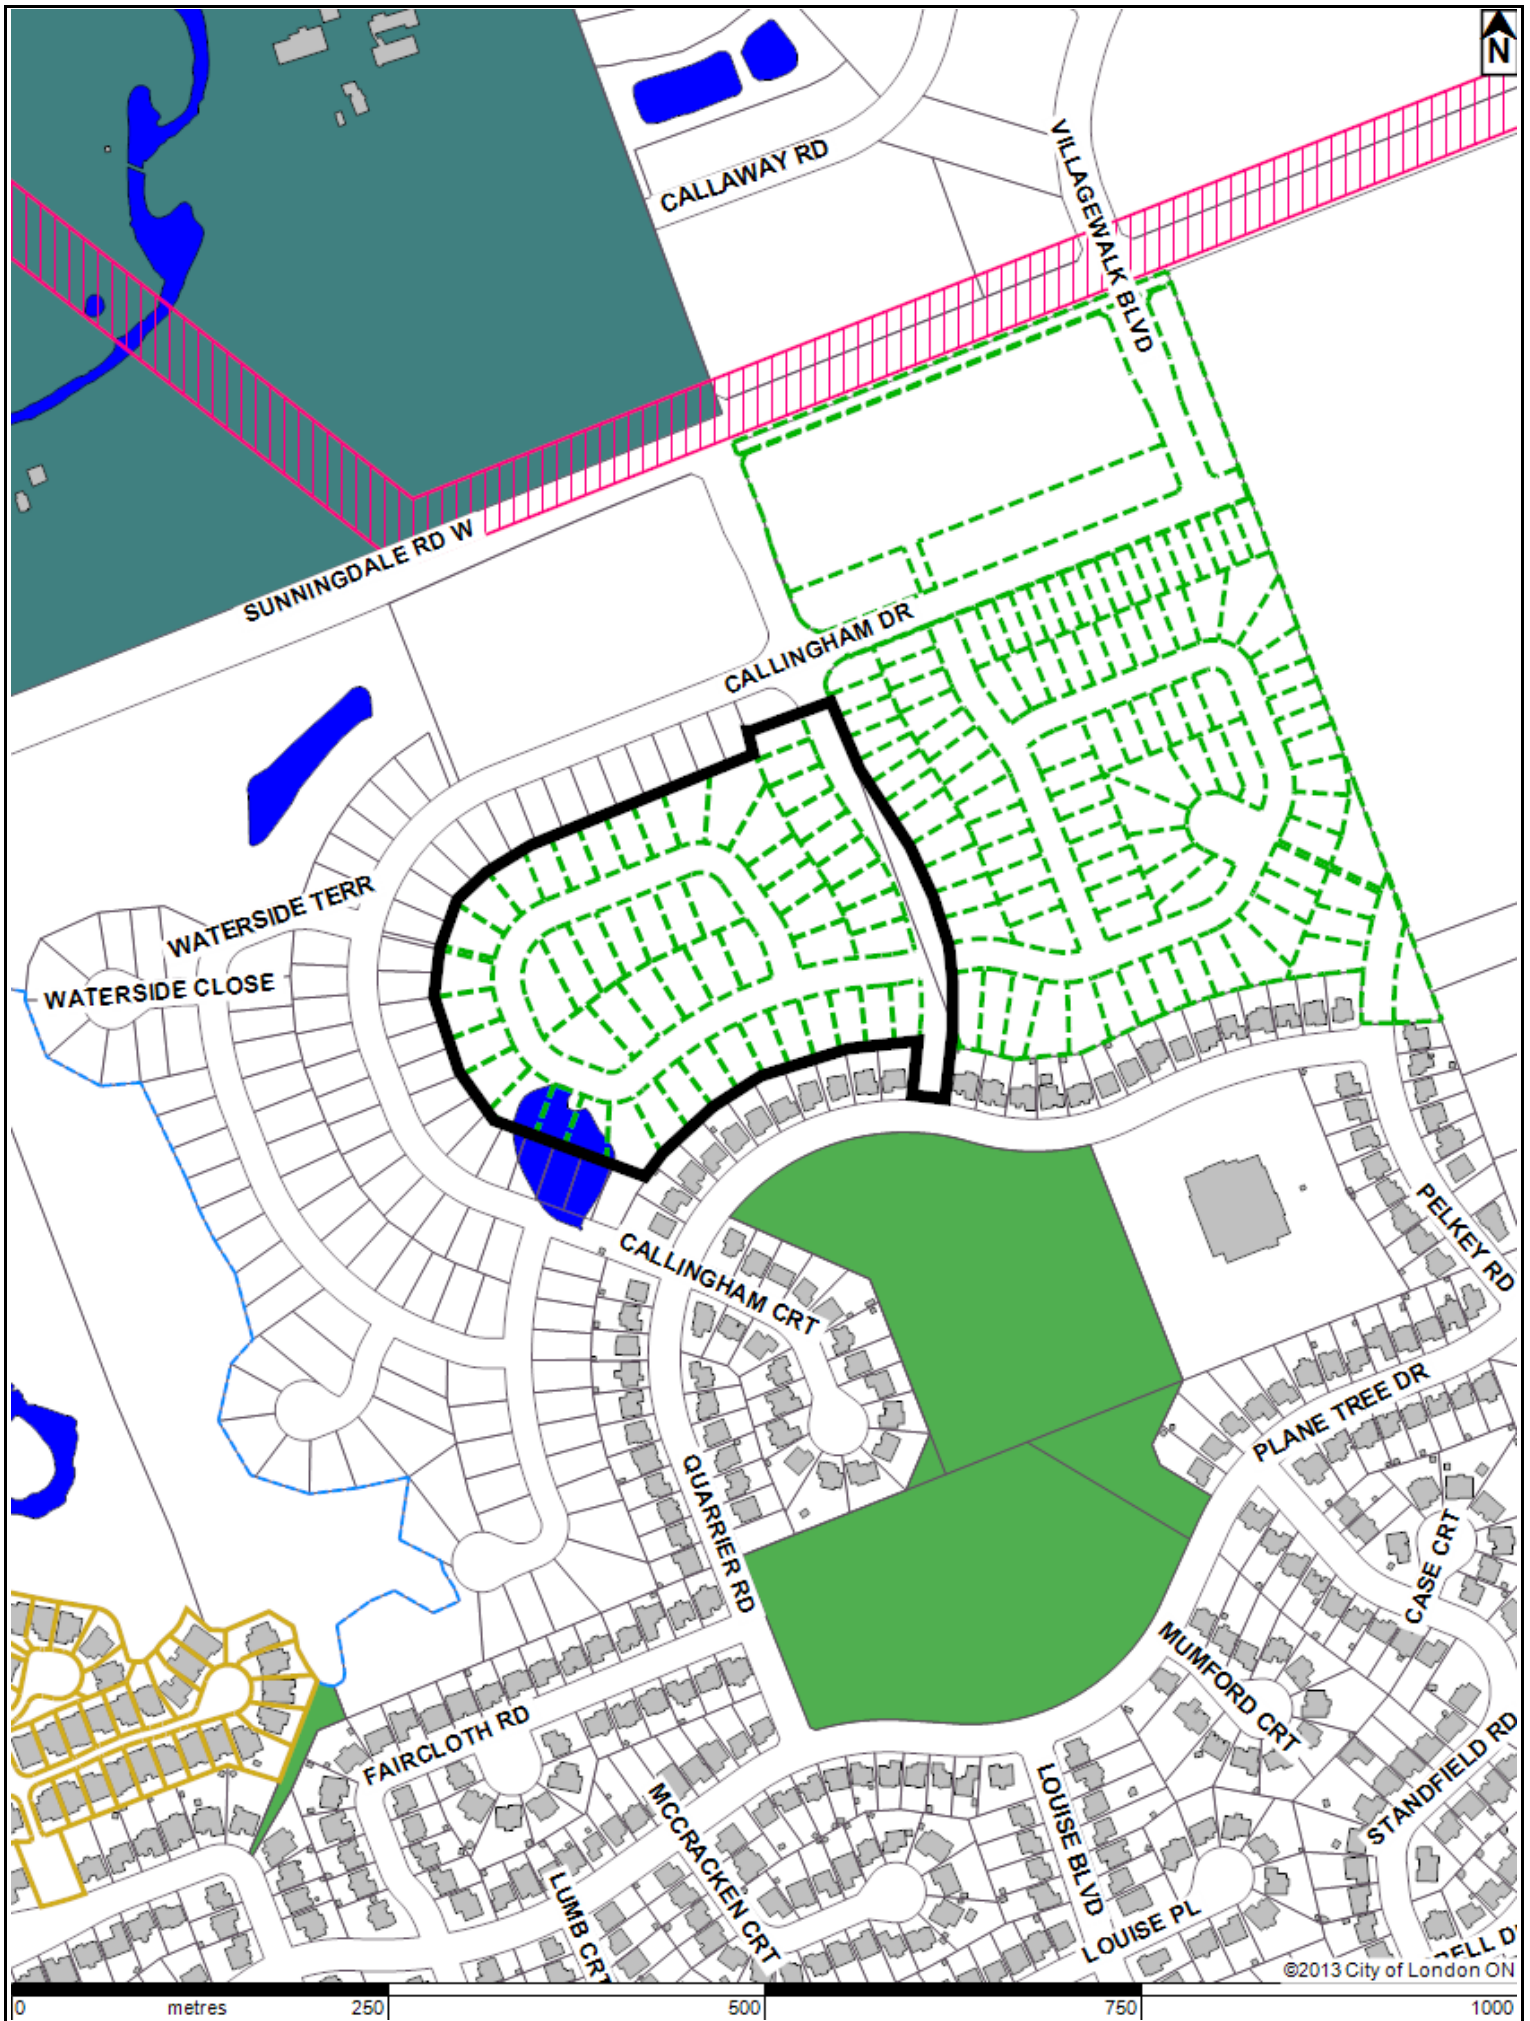 N
CALLAWAY RD
VILLAGEWALK BLVD
SUNNINGDALE RD W
CALLINGHAM DR
WATERSIDE TERR
WATERSIDE CLOSE
CALLINGHAM CRT
PELKEY RD
PLANE TREE DR
QUARRIER RD
CASE CRT
MUMFORD CRT
FAIRCLOTH RD
STANDFIELD RD
MCCRACKEN CRT
LOUISE BLVD
LUMB CRT
LOUISE PL
©2013 City of London ON
0 metres 250 500 750 1000